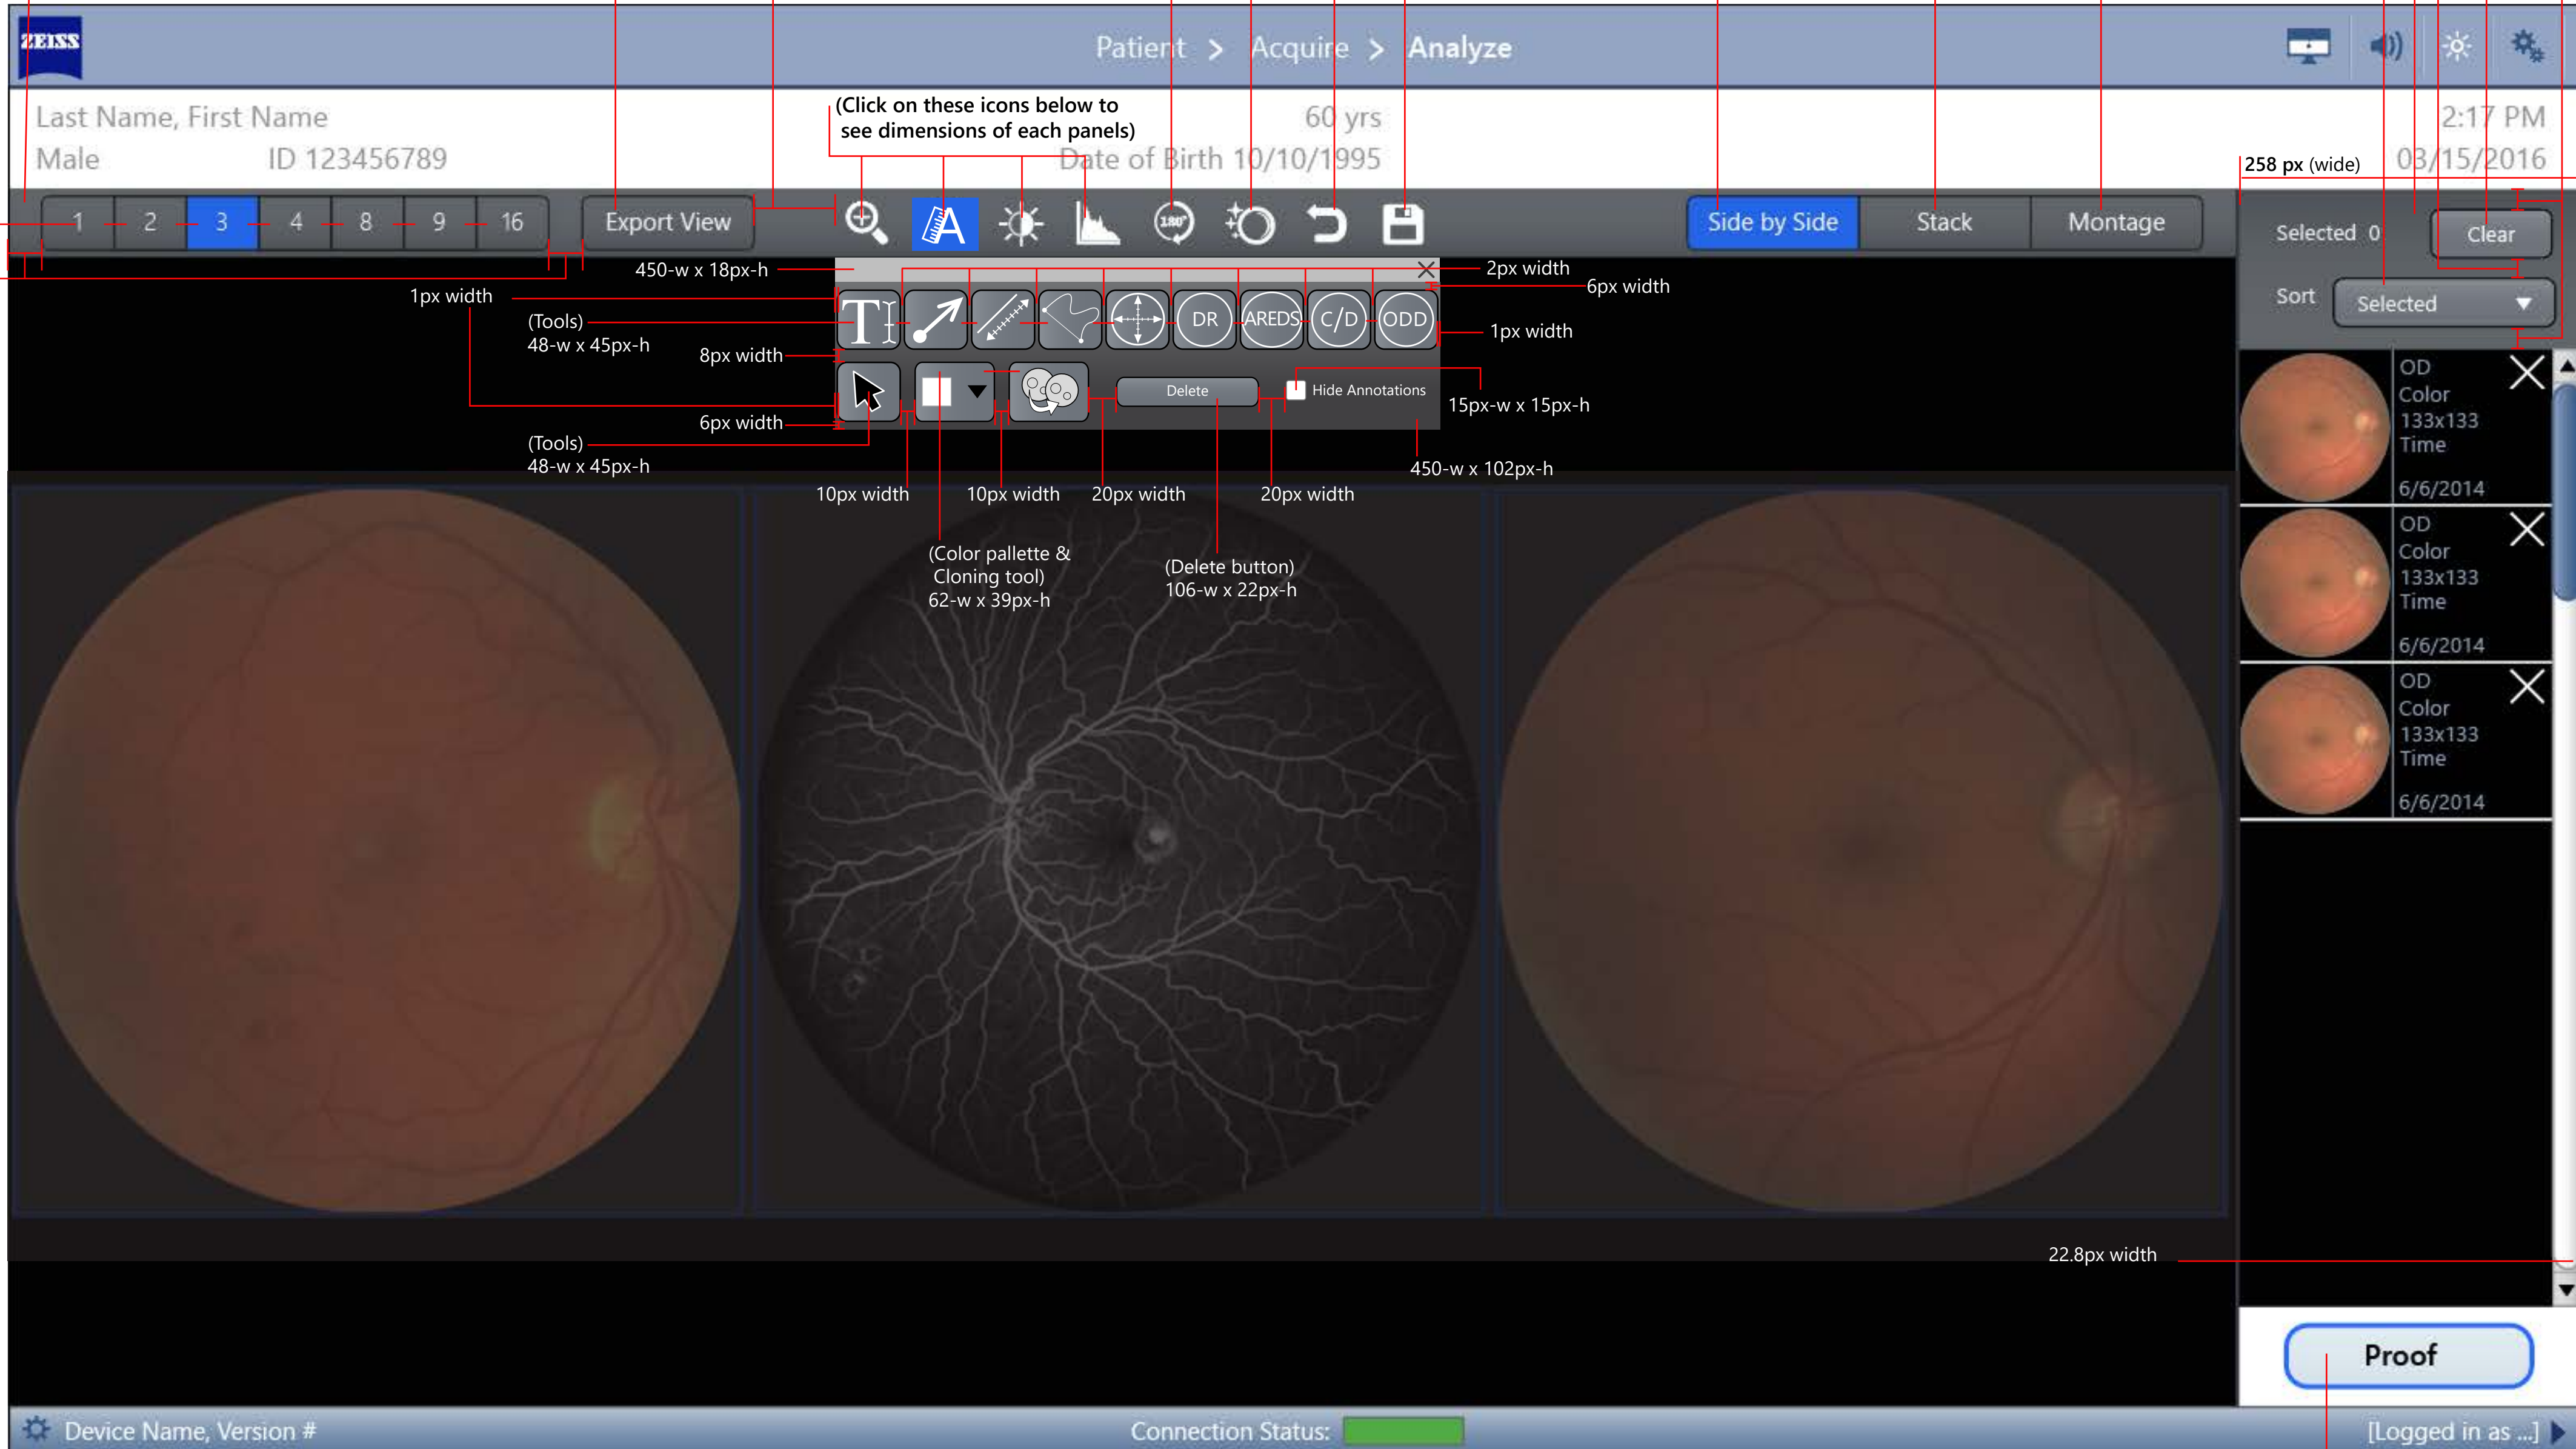 ZEISS
Patient > Acquire > Analyze
Last Name, First Name
Male ID 123456789
(Click on these icons below to
see dimensions of each panels)
60 yrs
Date of Birth 10/10/1995
2:17 PM
03/15/2016
258 px (wide)
1 2 3 4 8 9 16
Export View
A
180°
Side by Side Stack Montage
Selected 0
Clear
Sort
Selected
450-w x 18px-h
2px width
6px width
1px width
(Tools)
48-w x 45px-h
8px width
T
DR
AREDS
C/D
ODD
1px width
Delete
Hide Annotations
15px-w x 15px-h
6px width
(Tools)
48-w x 45px-h
450-w x 102px-h
10px width
10px width
20px width
20px width
(Color pallette &
Cloning tool)
62-w x 39px-h
(Delete button)
106-w x 22px-h
OD
Color
133x133
Time
6/6/2014
OD
Color
133x133
Time
6/6/2014
OD
Color
133x133
Time
6/6/2014
22.8px width
Proof
Device Name, Version #
Connection Status:
[Logged in as ...]